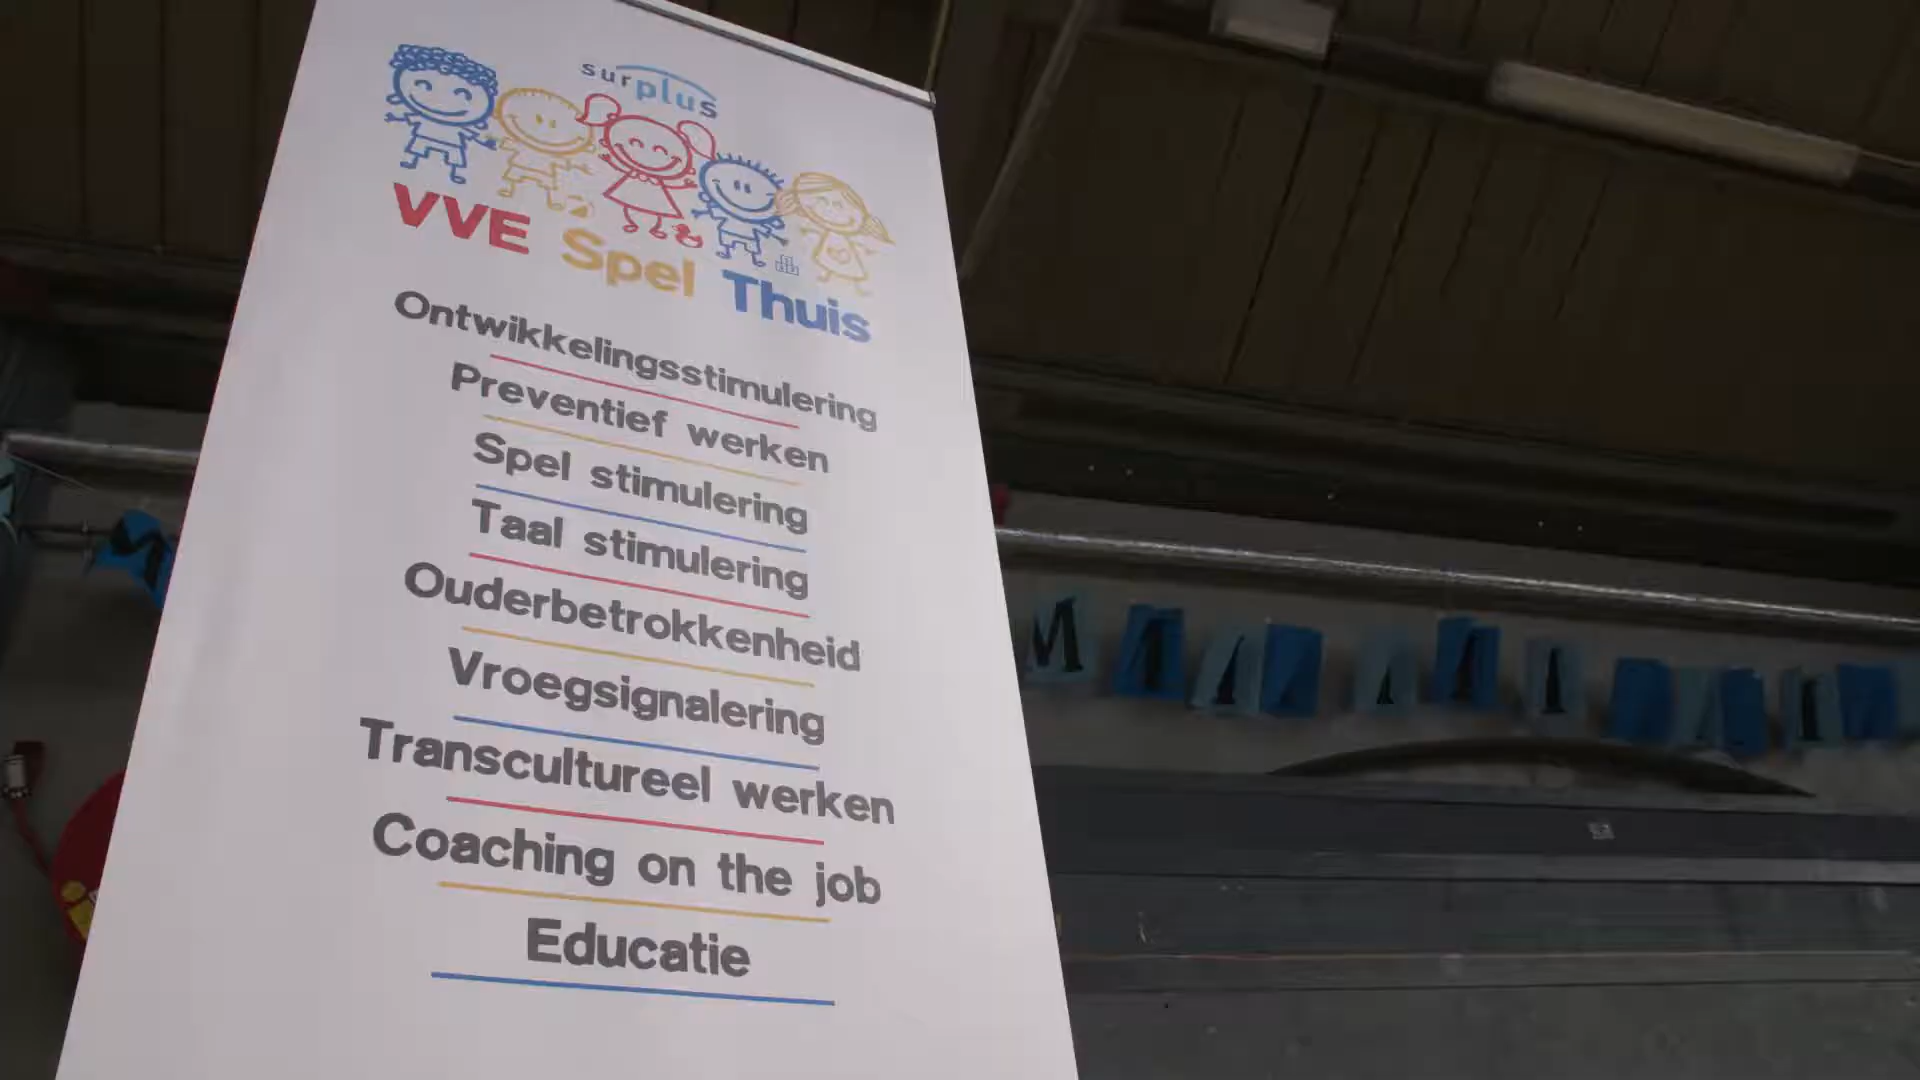 surplus
VVE Spel Thuis
Ontwikkelingsstimulering
Preventief werken
Spel stimulering
Taal stimulering
Ouderbetrokkenheid
Vroegsignalering
Transcultureel werken
Coaching on the job
Educatie